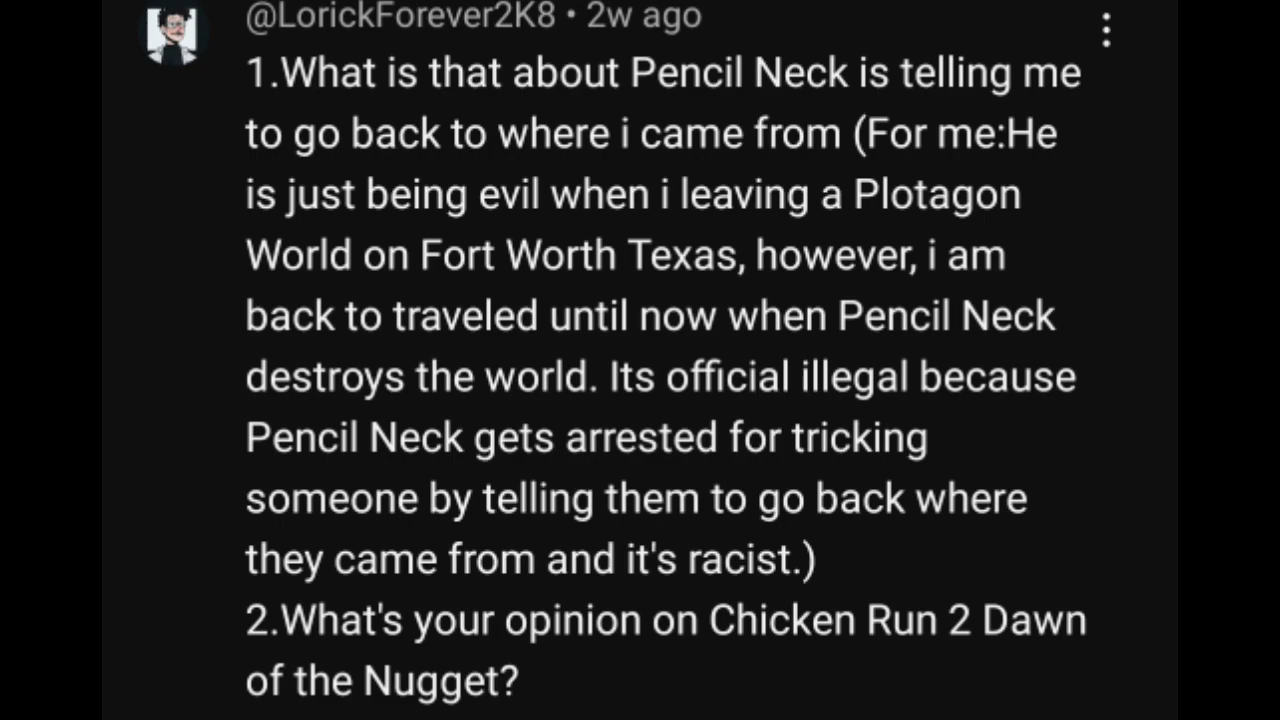 @LorickForever2K8 • 2w ago
1.What is that about Pencil Neck is telling me
to go back to where i came from (For me:He
is just being evil when i leaving a Plotagon
World on Fort Worth Texas, however, i am
back to traveled until now when Pencil Neck
destroys the world. Its official illegal because
Pencil Neck gets arrested for tricking
someone by telling them to go back where
they came from and it's racist.)
2.What's your opinion on Chicken Run 2 Dawn
of the Nugget?